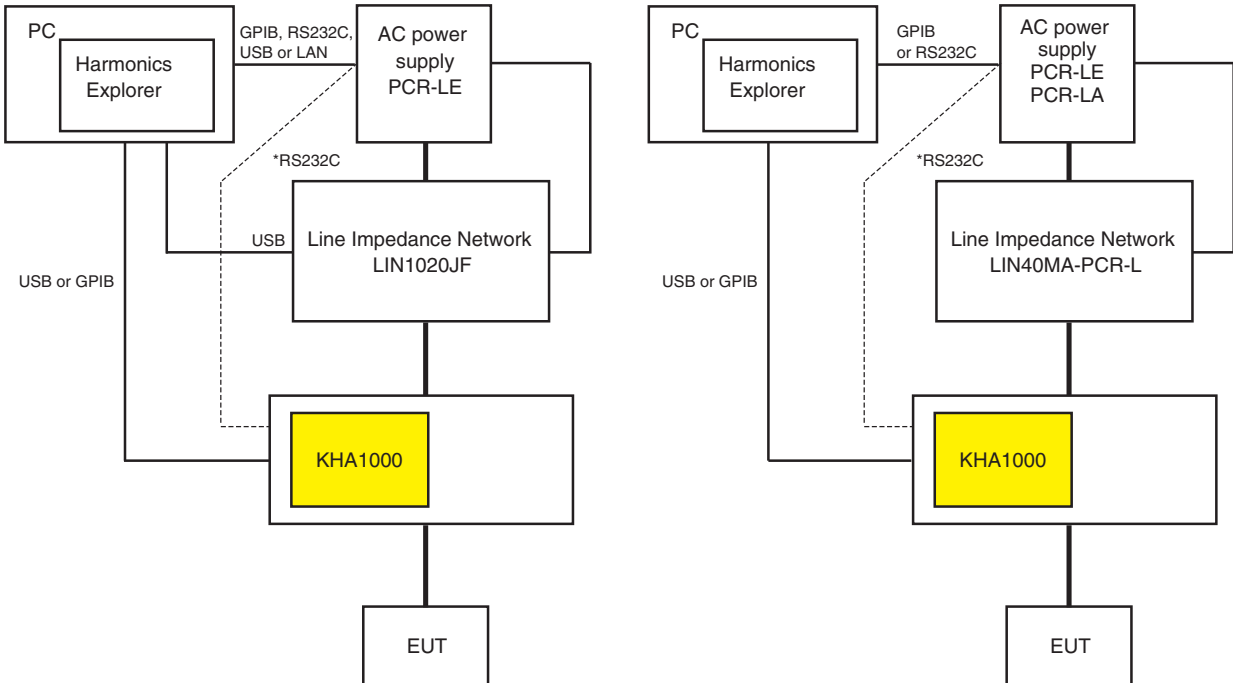 PC
Harmonics
Explorer
GPIB, RS232C,
USB or LAN
AC power
supply
PCR-LE
*RS232C
USB
Line Impedance Network
LIN1020JF
USB or GPIB
KHA1000
EUT
PC
Harmonics
Explorer
GPIB
or RS232C
AC power
supply
PCR-LE
PCR-LA
*RS232C
Line Impedance Network
LIN40MA-PCR-L
USB or GPIB
KHA1000
EUT